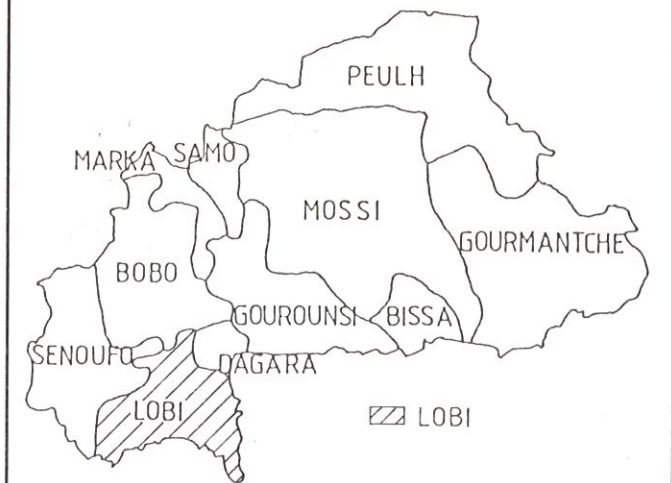 PEULH
MARKA
SAMO
MOSSI
GOURMANTCHE
BOBO
GOUROUNSI
BISSA
SENOUFO
DAGARA
LOBI
LOBI